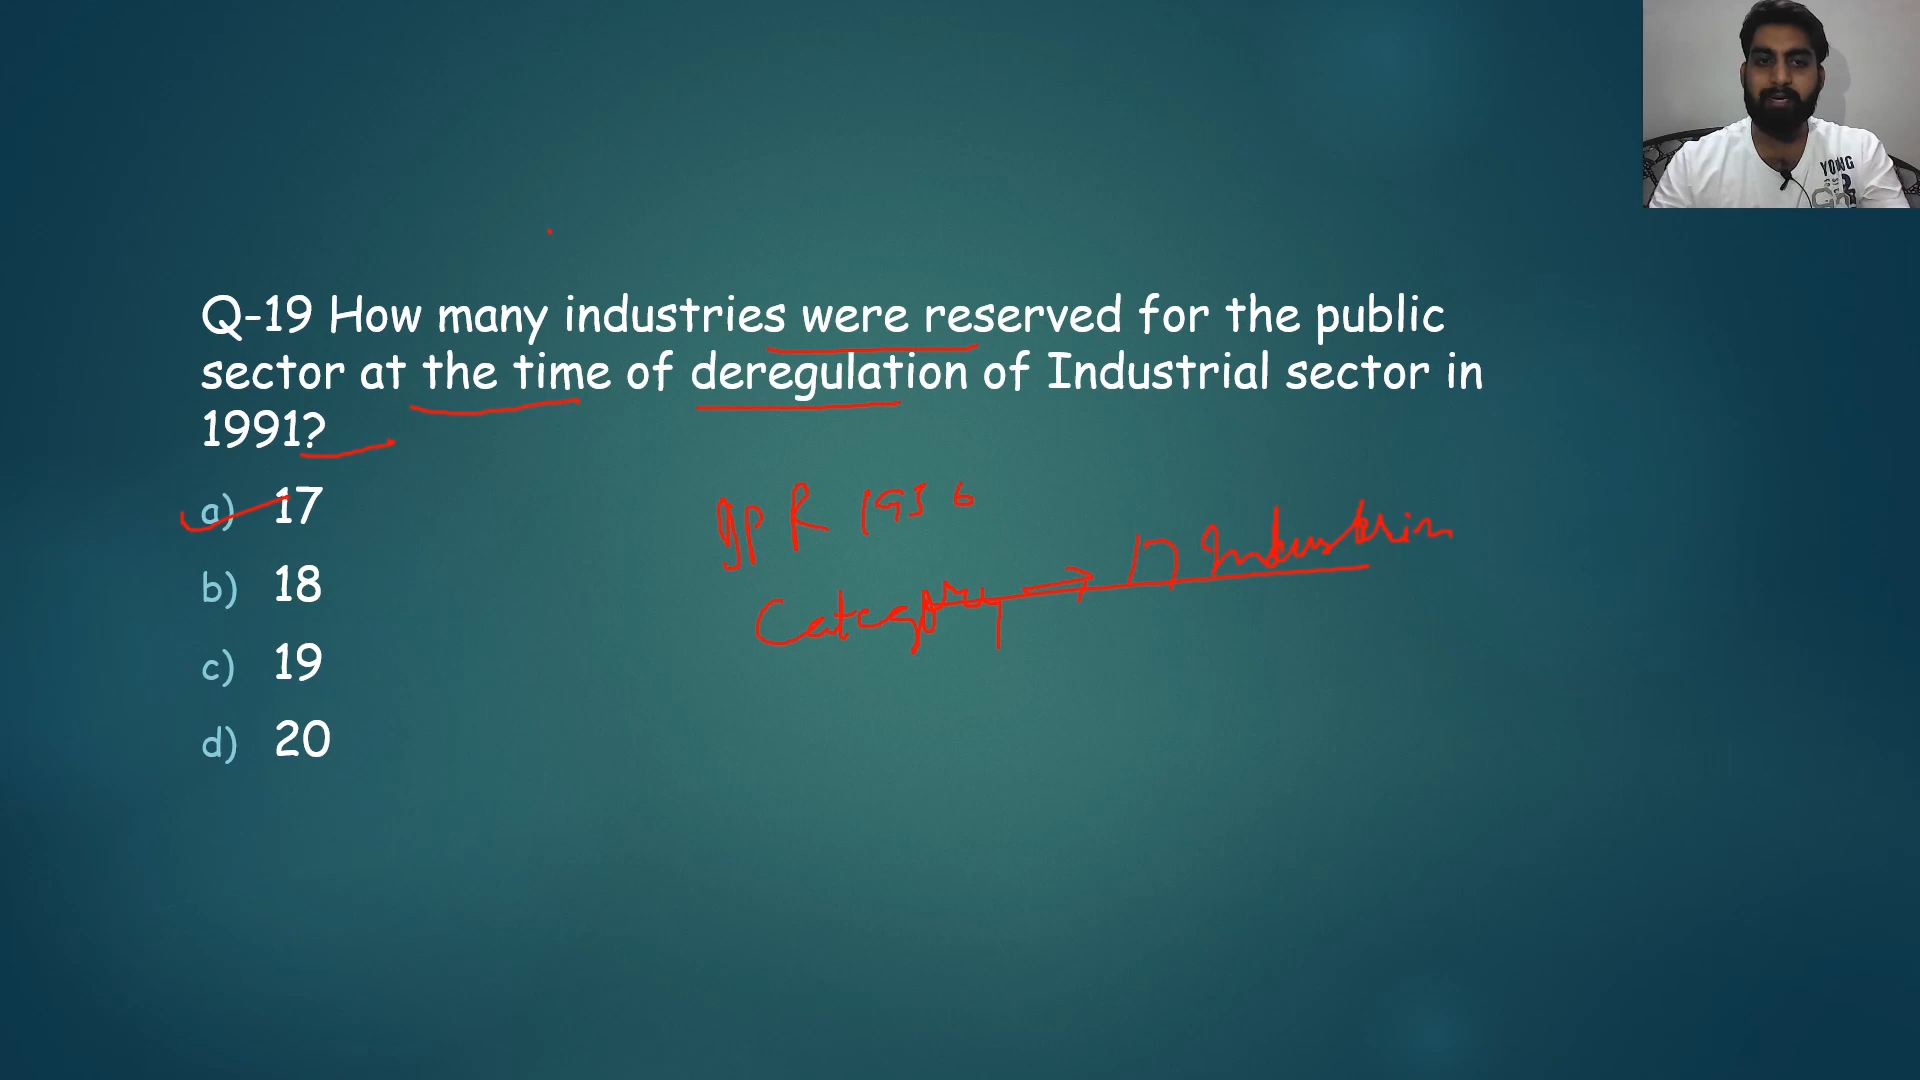 Q-19 How many industries were reserved for the public
sector at the time of deregulation of Industrial sector in
1991?
a) 17
b) 18
c) 19
d) 20
IPR 1956
Category → 17 Industries
YOUNG